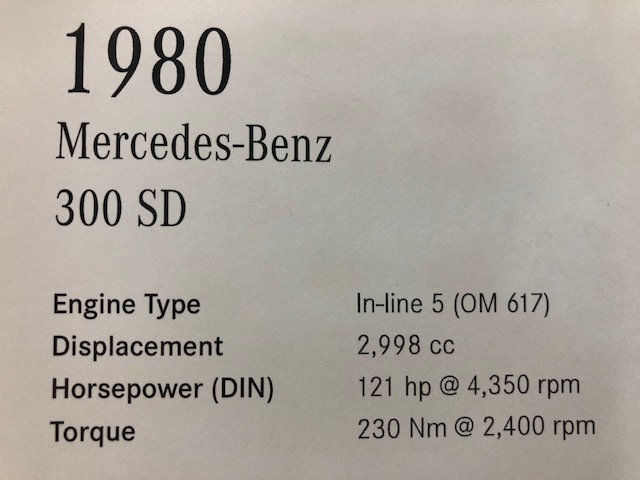 1980
Mercedes-Benz
300 SD
Engine Type In-line 5 (OM 617)
Displacement 2,998 cc
Horsepower (DIN) 121 hp @ 4,350 rpm
Torque 230 Nm @ 2,400 rpm